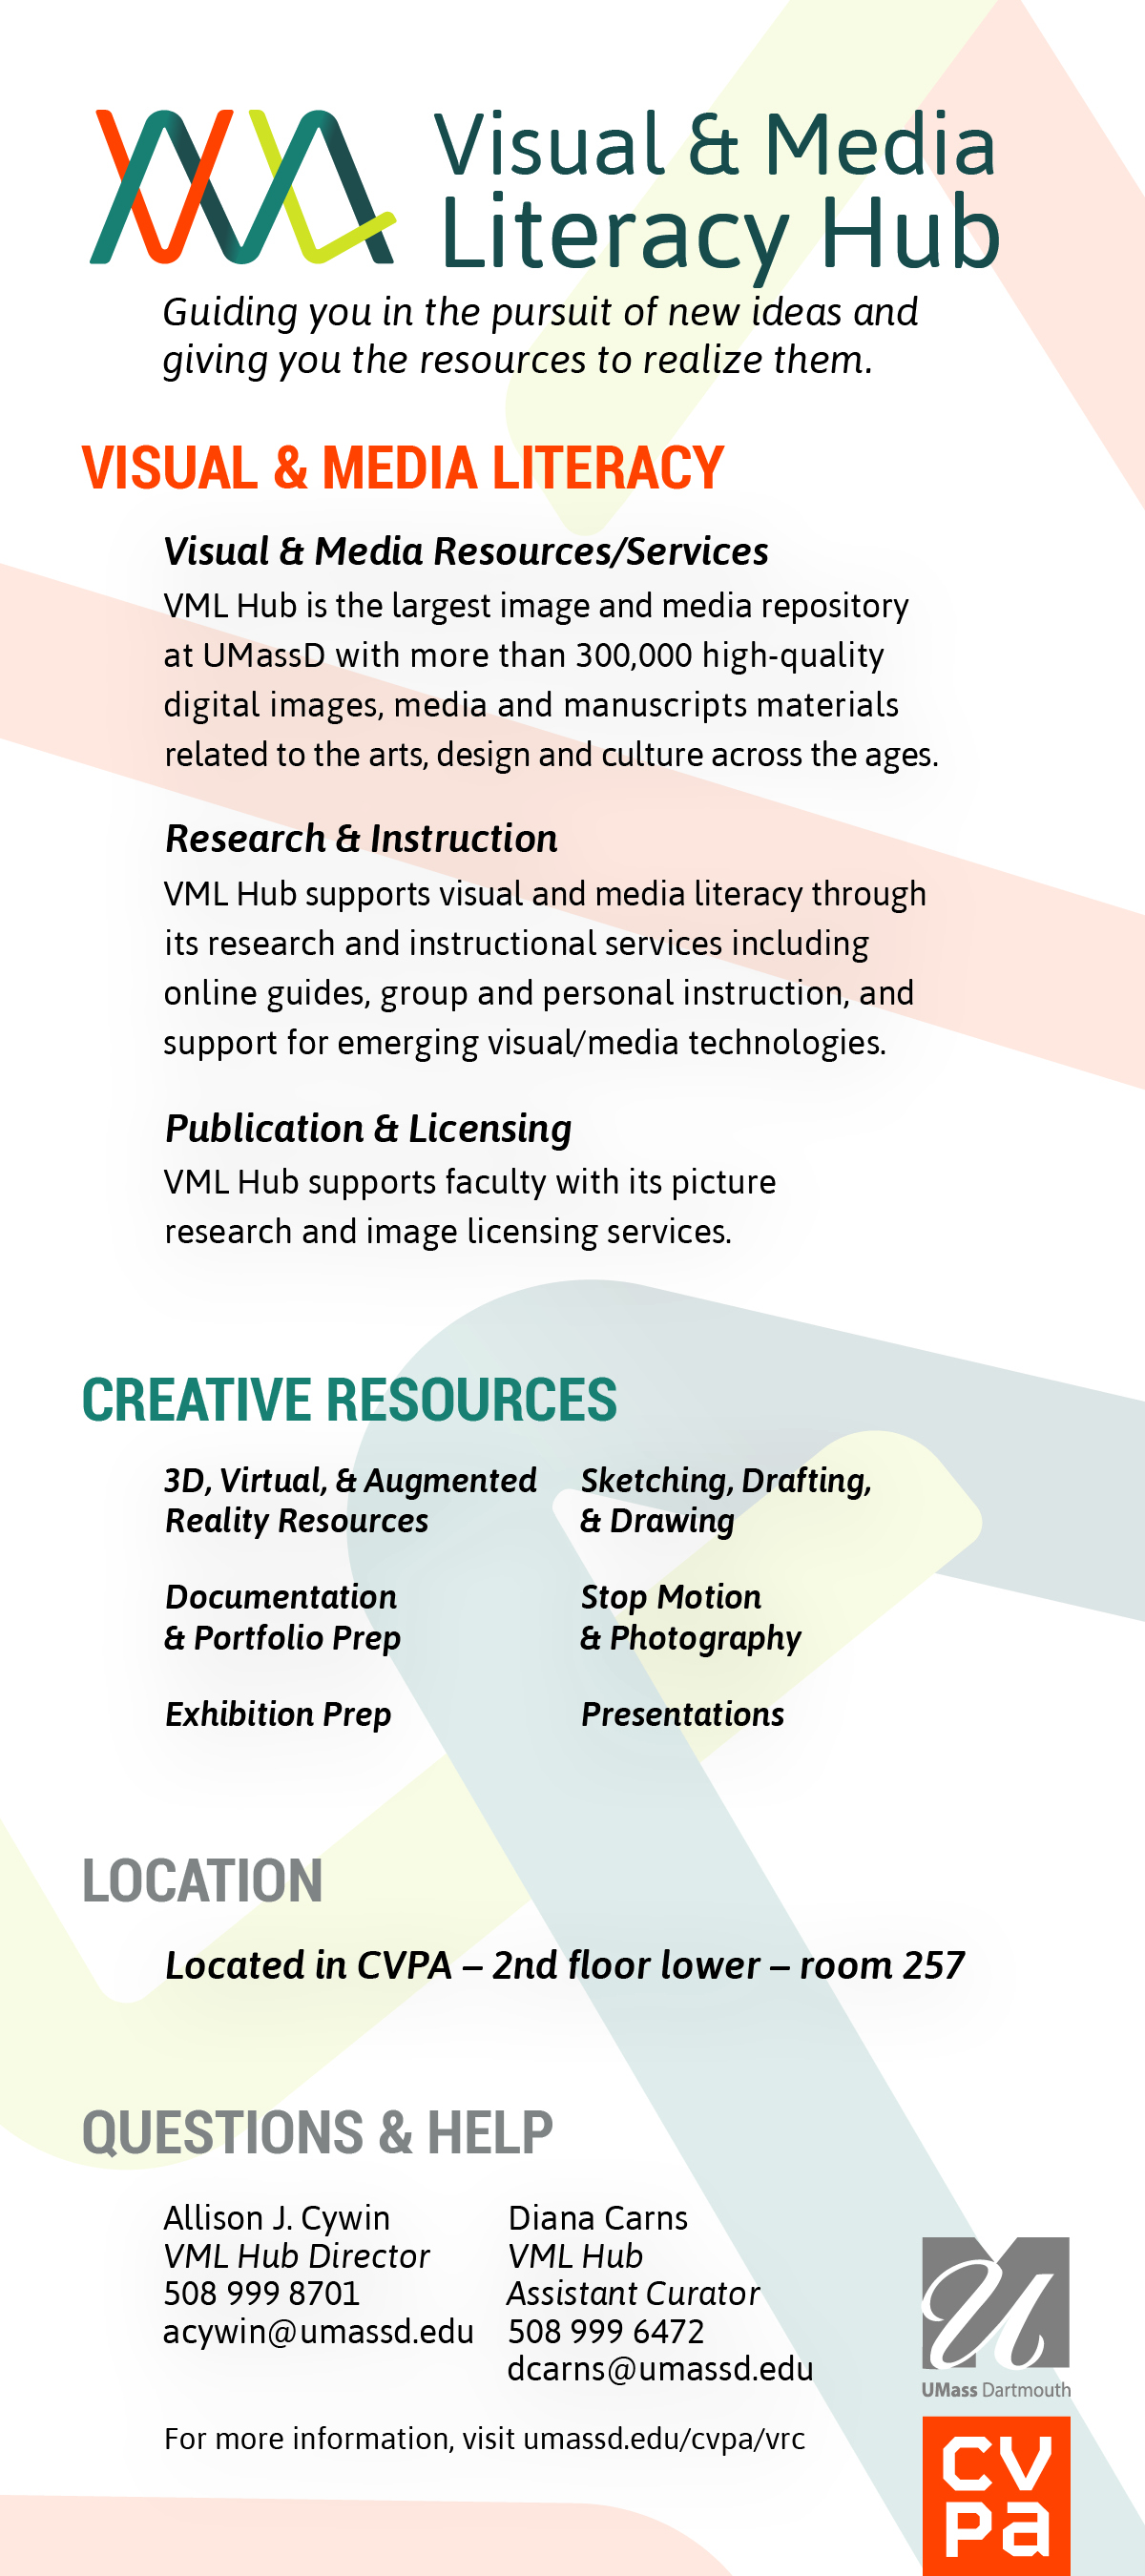 Visual & Media
Literacy Hub
Guiding you in the pursuit of new ideas and
giving you the resources to realize them.
VISUAL & MEDIA LITERACY
Visual & Media Resources/Services
VML Hub is the largest image and media repository
at UMassD with more than 300,000 high-quality
digital images, media and manuscripts materials
related to the arts, design and culture across the ages.
Research & Instruction
VML Hub supports visual and media literacy through
its research and instructional services including
online guides, group and personal instruction, and
support for emerging visual/media technologies.
Publication & Licensing
VML Hub supports faculty with its picture
research and image licensing services.
CREATIVE RESOURCES
3D, Virtual, & Augmented
Reality Resources
Documentation
& Portfolio Prep
Exhibition Prep
Sketching, Drafting,
& Drawing
Stop Motion
& Photography
Presentations
LOCATION
Located in CVPA – 2nd floor lower – room 257
QUESTIONS & HELP
Allison J. Cywin
VML Hub Director
508 999 8701
acywin@umassd.edu
Diana Carns
VML Hub
Assistant Curator
508 999 6472
dcarns@umassd.edu
For more information, visit umassd.edu/cvpa/vrc
U
UMass Dartmouth
CV
Pa